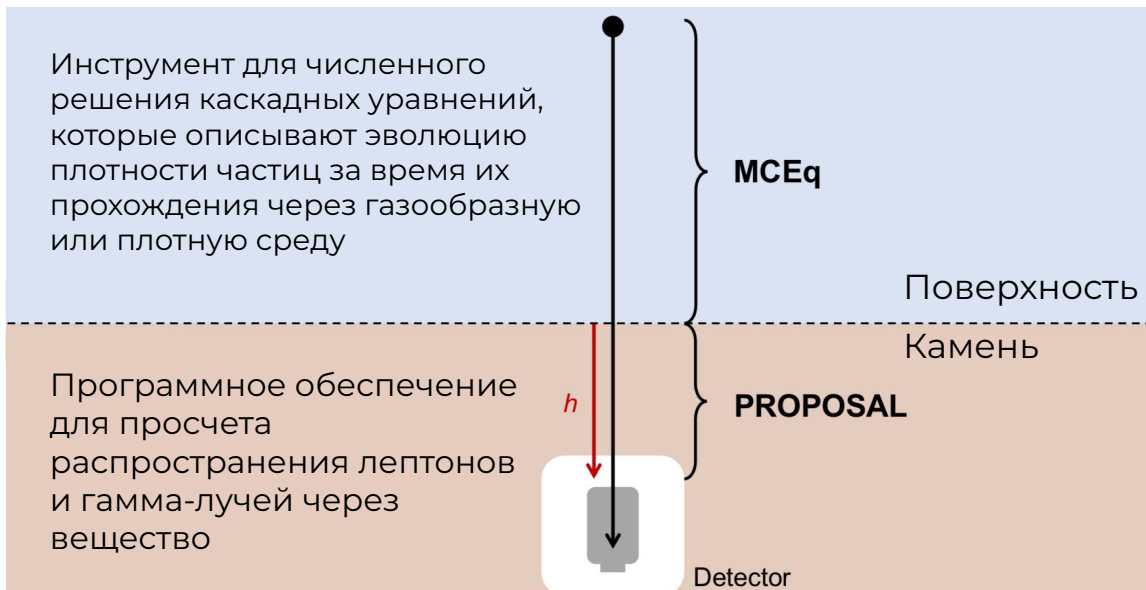 Инструмент для численного
решения каскадных уравнений,
которые описывают эволюцию
плотности частиц за время их
прохождения через газообразную
или плотную среду
MCEq
Поверхность
Камень
Программное обеспечение
для просчета
распространения лептонов
и гамма-лучей через
вещество
h
PROPOSAL
Detector